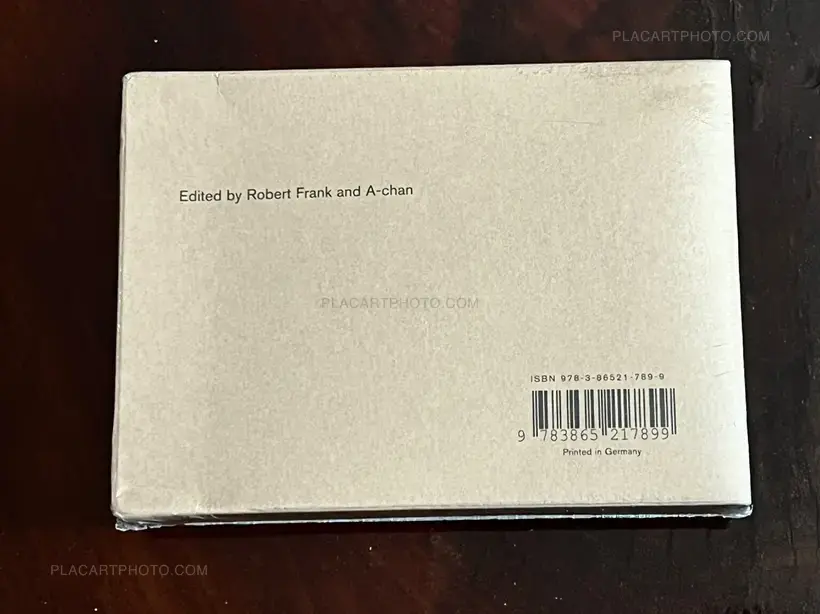 PLACARTPHOTO.COM
Edited by Robert Frank and A-chan
PLACARTPHOTO.COM
ISBN 978-3-86521-789-9
9 783865 217899
Printed in Germany
PLACARTPHOTO.COM